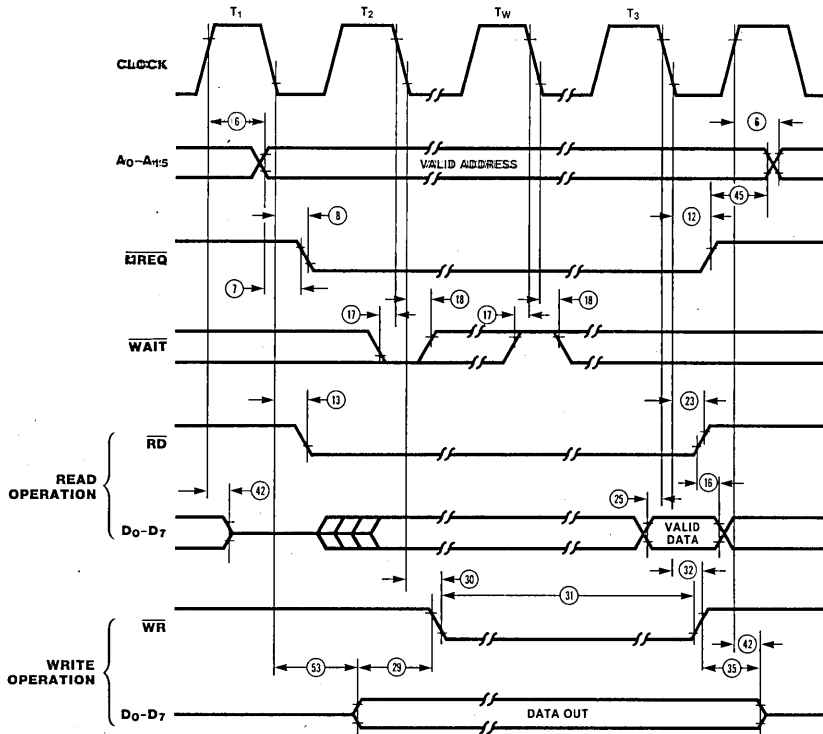 T1 T2 TW T3
CLOCK
6 6
A0-A15 VALID ADDRESS
45
8 12
MREQ
7
17 18 17 18
WAIT
13 23
RD
READ OPERATION
42 25 16
D0-D7 VALID DATA
30 31 32
WR
WRITE OPERATION
53 29 42
35
D0-D7 DATA OUT